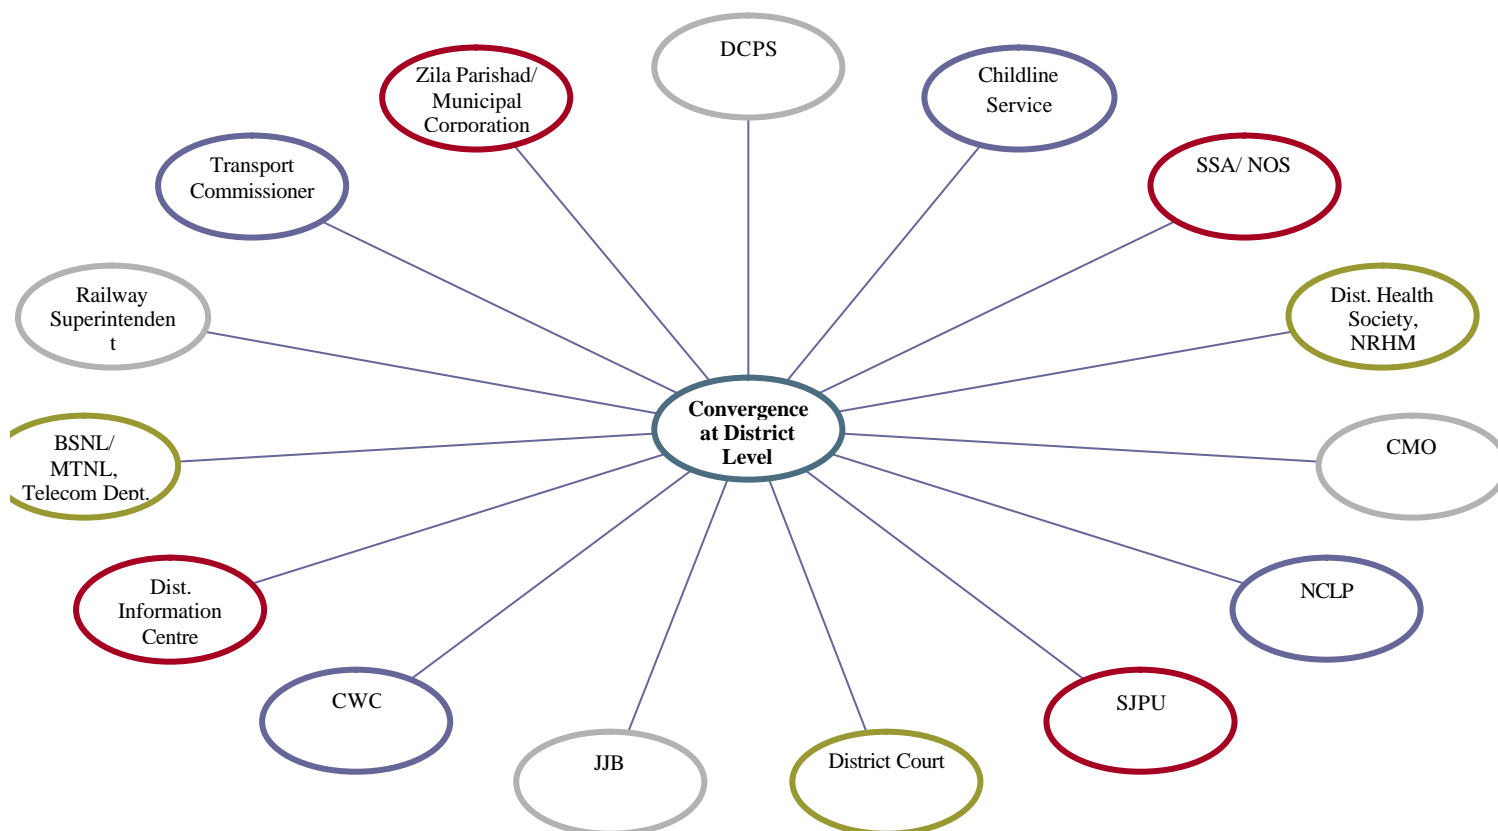 DCPS
Zila Parishad/
Municipal
Corporation
Childline
Service
Transport
Commissioner
SSA/ NOS
Railway
Superintenden
t
Dist. Health
Society,
NRHM
Convergence
at District
Level
BSNL/
MTNL,
Telecom Dept.
CMO
Dist.
Information
Centre
NCLP
CWC
SJPU
JJB
District Court